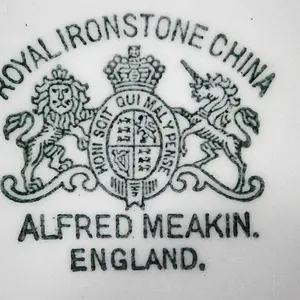 ROYAL IRONSTONE CHINA
HONI SOIT QUI MAL Y PENSE
ALFRED MEAKIN.
ENGLAND.